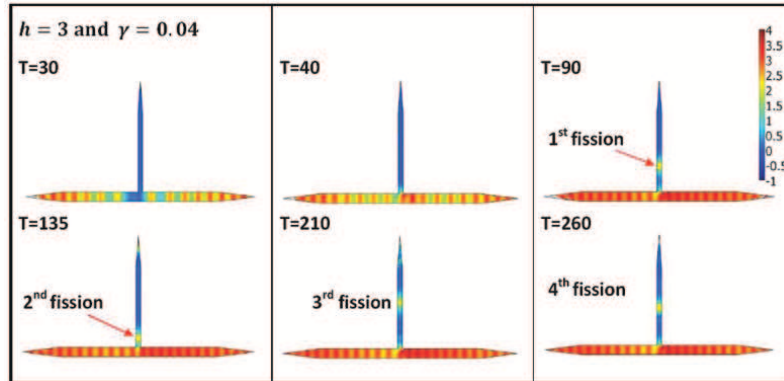 h = 3 and γ = 0.04
T=30
T=40
T=90
4
3.5
3
2.5
2
1.5
1
0.5
0
-0.5
-1
1st fission
T=135
T=210
T=260
2nd fission
3rd fission
4th fission